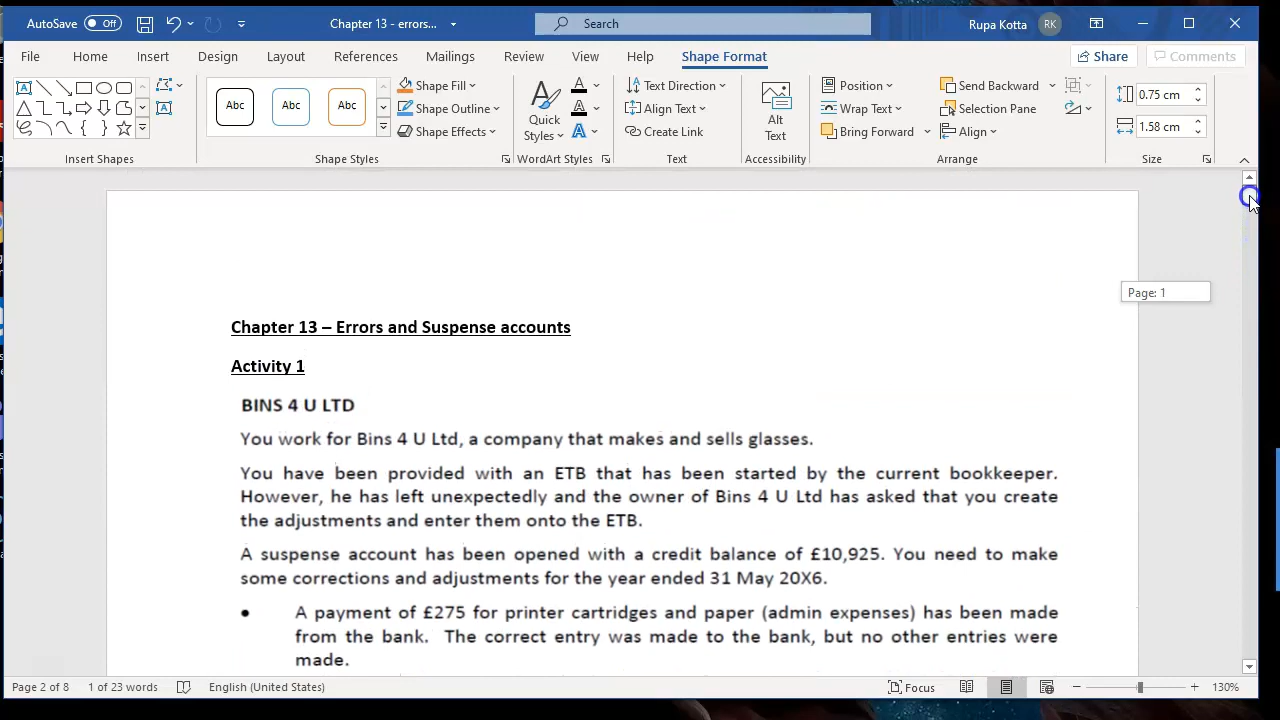 AutoSave Off Chapter 13 - errors... Search Rupa Kotta RK
File Home Insert Design Layout References Mailings Review View Help Shape Format Share Comments
Abc Abc Abc
Shape Fill
Shape Outline
Shape Effects
Quick Styles
Text Direction
Align Text
Create Link
Alt Text
Position
Wrap Text
Bring Forward
Send Backward
Selection Pane
Align
0.75 cm
1.58 cm
Insert Shapes Shape Styles WordArt Styles Text Accessibility Arrange Size
Page: 1
Chapter 13 – Errors and Suspense accounts
Activity 1
BINS 4 U LTD
You work for Bins 4 U Ltd, a company that makes and sells glasses.
You have been provided with an ETB that has been started by the current bookkeeper.
However, he has left unexpectedly and the owner of Bins 4 U Ltd has asked that you create
the adjustments and enter them onto the ETB.
A suspense account has been opened with a credit balance of £10,925. You need to make
some corrections and adjustments for the year ended 31 May 20X6.
• A payment of £275 for printer cartridges and paper (admin expenses) has been made
from the bank. The correct entry was made to the bank, but no other entries were
made.
Page 2 of 8 1 of 23 words English (United States) Focus 130%